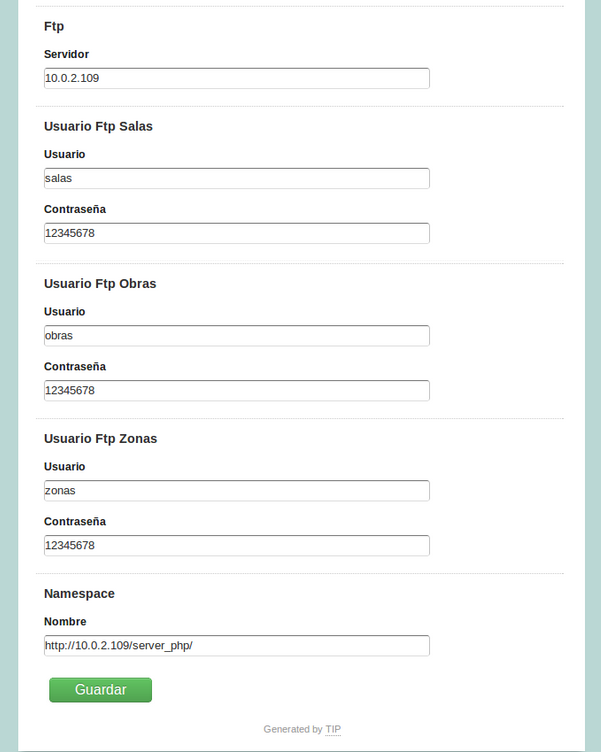 Ftp
Servidor
10.0.2.109
Usuario Ftp Salas
Usuario
salas
Contraseña
12345678
Usuario Ftp Obras
Usuario
obras
Contraseña
12345678
Usuario Ftp Zonas
Usuario
zonas
Contraseña
12345678
Namespace
Nombre
http://10.0.2.109/server_php/
Guardar
Generated by TIP